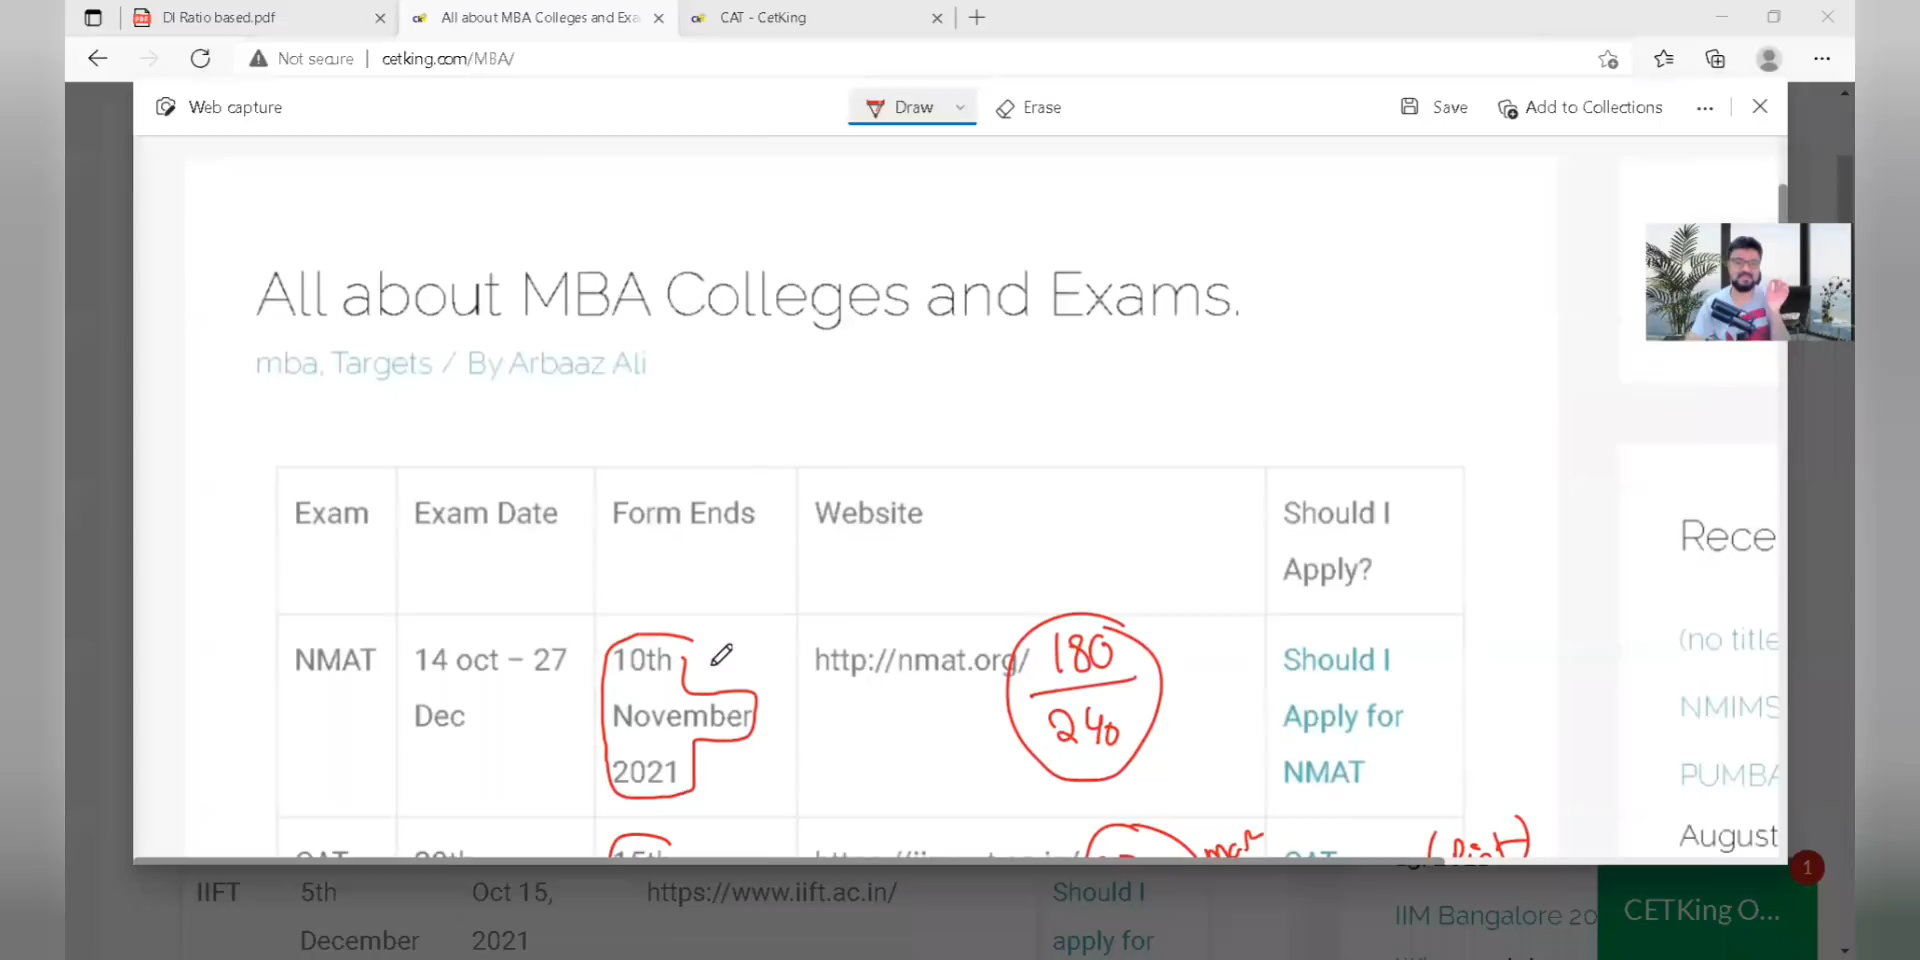 DI Ratio based.pdf
All about MBA Colleges and Exa
CAT - CetKing
Not secure
cetking.com/MBA/
Web capture
Draw
Erase
Save
Add to Collections
All about MBA Colleges and Exams.
mba, Targets / By Arbaaz Ali
Exam
Exam Date
Form Ends
Website
Should I
Apply?
NMAT
14 oct – 27
Dec
10th
November
2021
http://nmat.org/
180
240
Should I
Apply for
NMAT
15th
mar
CAT
Rece
(no title
NMIMS
PUMBA
August
IIFT
5th
December
Oct 15,
2021
https://www.iift.ac.in/
Should I
apply for
IIM Bangalore 20
CETKing O...
1